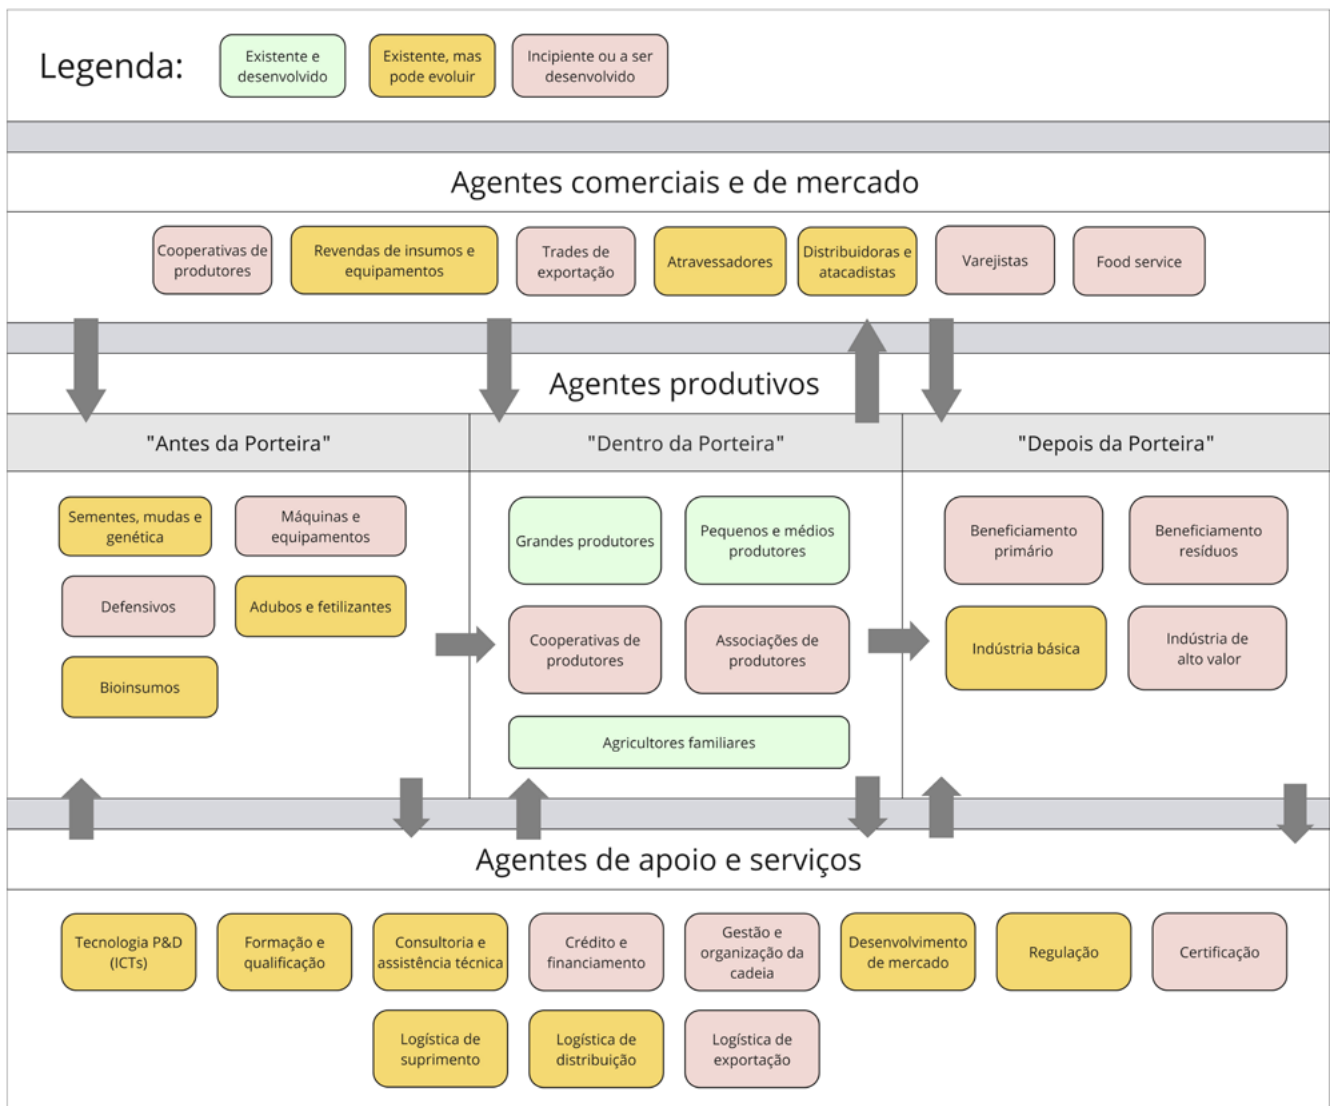 Legenda:
Existente e
desenvolvido
Existente, mas
pode evoluir
Incipiente ou a ser
desenvolvido
Agentes comerciais e de mercado
Cooperativas de
produtores
Revendas de insumos e
equipamentos
Trades de
exportação
Atravessadores
Distribuidoras e
atacadistas
Varejistas
Food service
Agentes produtivos
"Antes da Porteira"
"Dentro da Porteira"
"Depois da Porteira"
Sementes, mudas e
genética
Máquinas e
equipamentos
Defensivos
Adubos e fetilizantes
Bioinsumos
Grandes produtores
Pequenos e médios
produtores
Cooperativas de
produtores
Associações de
produtores
Agricultores familiares
Beneficiamento
primário
Beneficiamento
resíduos
Indústria básica
Indústria de
alto valor
Agentes de apoio e serviços
Tecnologia P&D
(ICTs)
Formação e
qualificação
Consultoria e
assistência técnica
Crédito e
financiamento
Gestão e
organização da
cadeia
Desenvolvimento
de mercado
Regulação
Certificação
Logística de
suprimento
Logística de
distribuição
Logística de
exportação